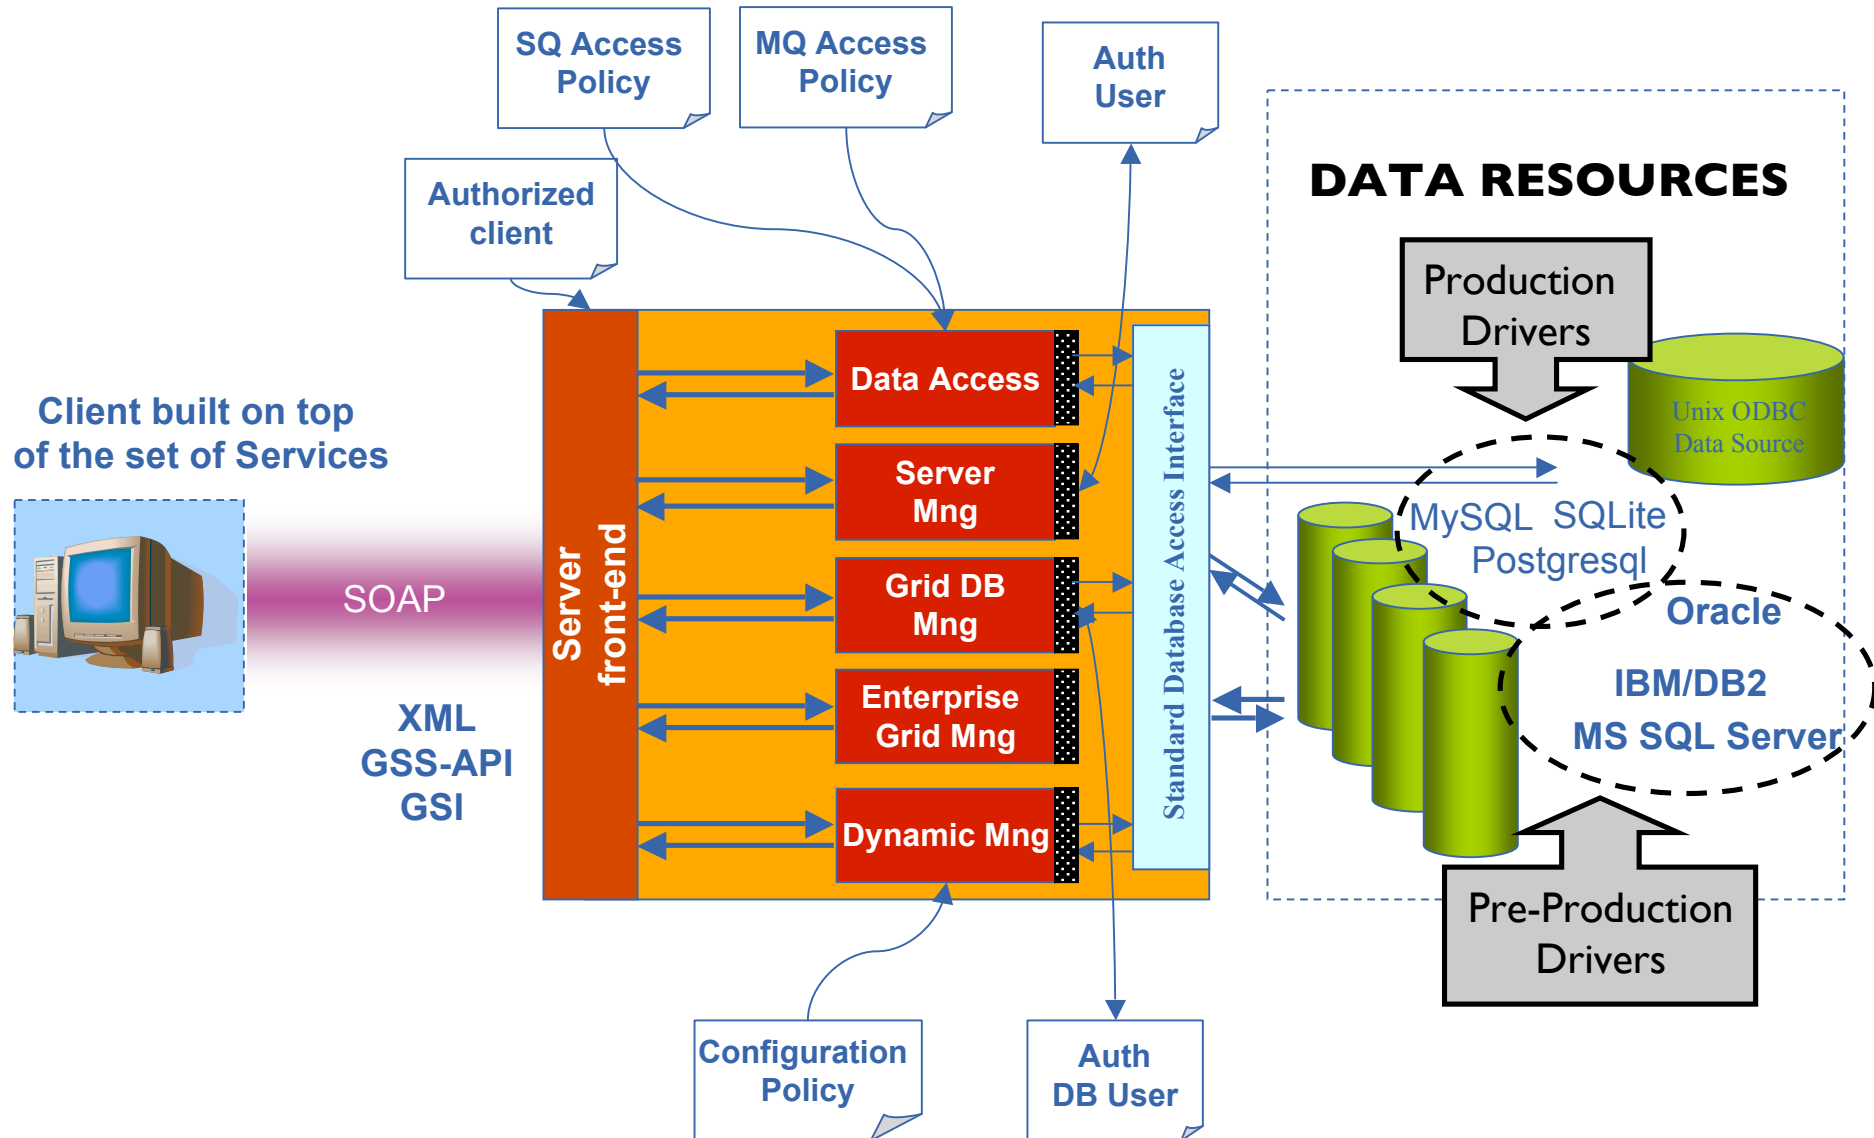 SQ Access
Policy
MQ Access
Policy
Auth
User
Authorized
client
DATA RESOURCES
Production
Drivers
Unix ODBC
Data Source
Client built on top
of the set of Services
SOAP
XML
GSS-API
GSI
Server
front-end
Data Access
Server
Mng
Grid DB
Mng
Enterprise
Grid Mng
Dynamic Mng
Standard Database Access Interface
MySQL SQLite
Postgresql
Oracle
IBM/DB2
MS SQL Server
Pre-Production
Drivers
Configuration
Policy
Auth
DB User